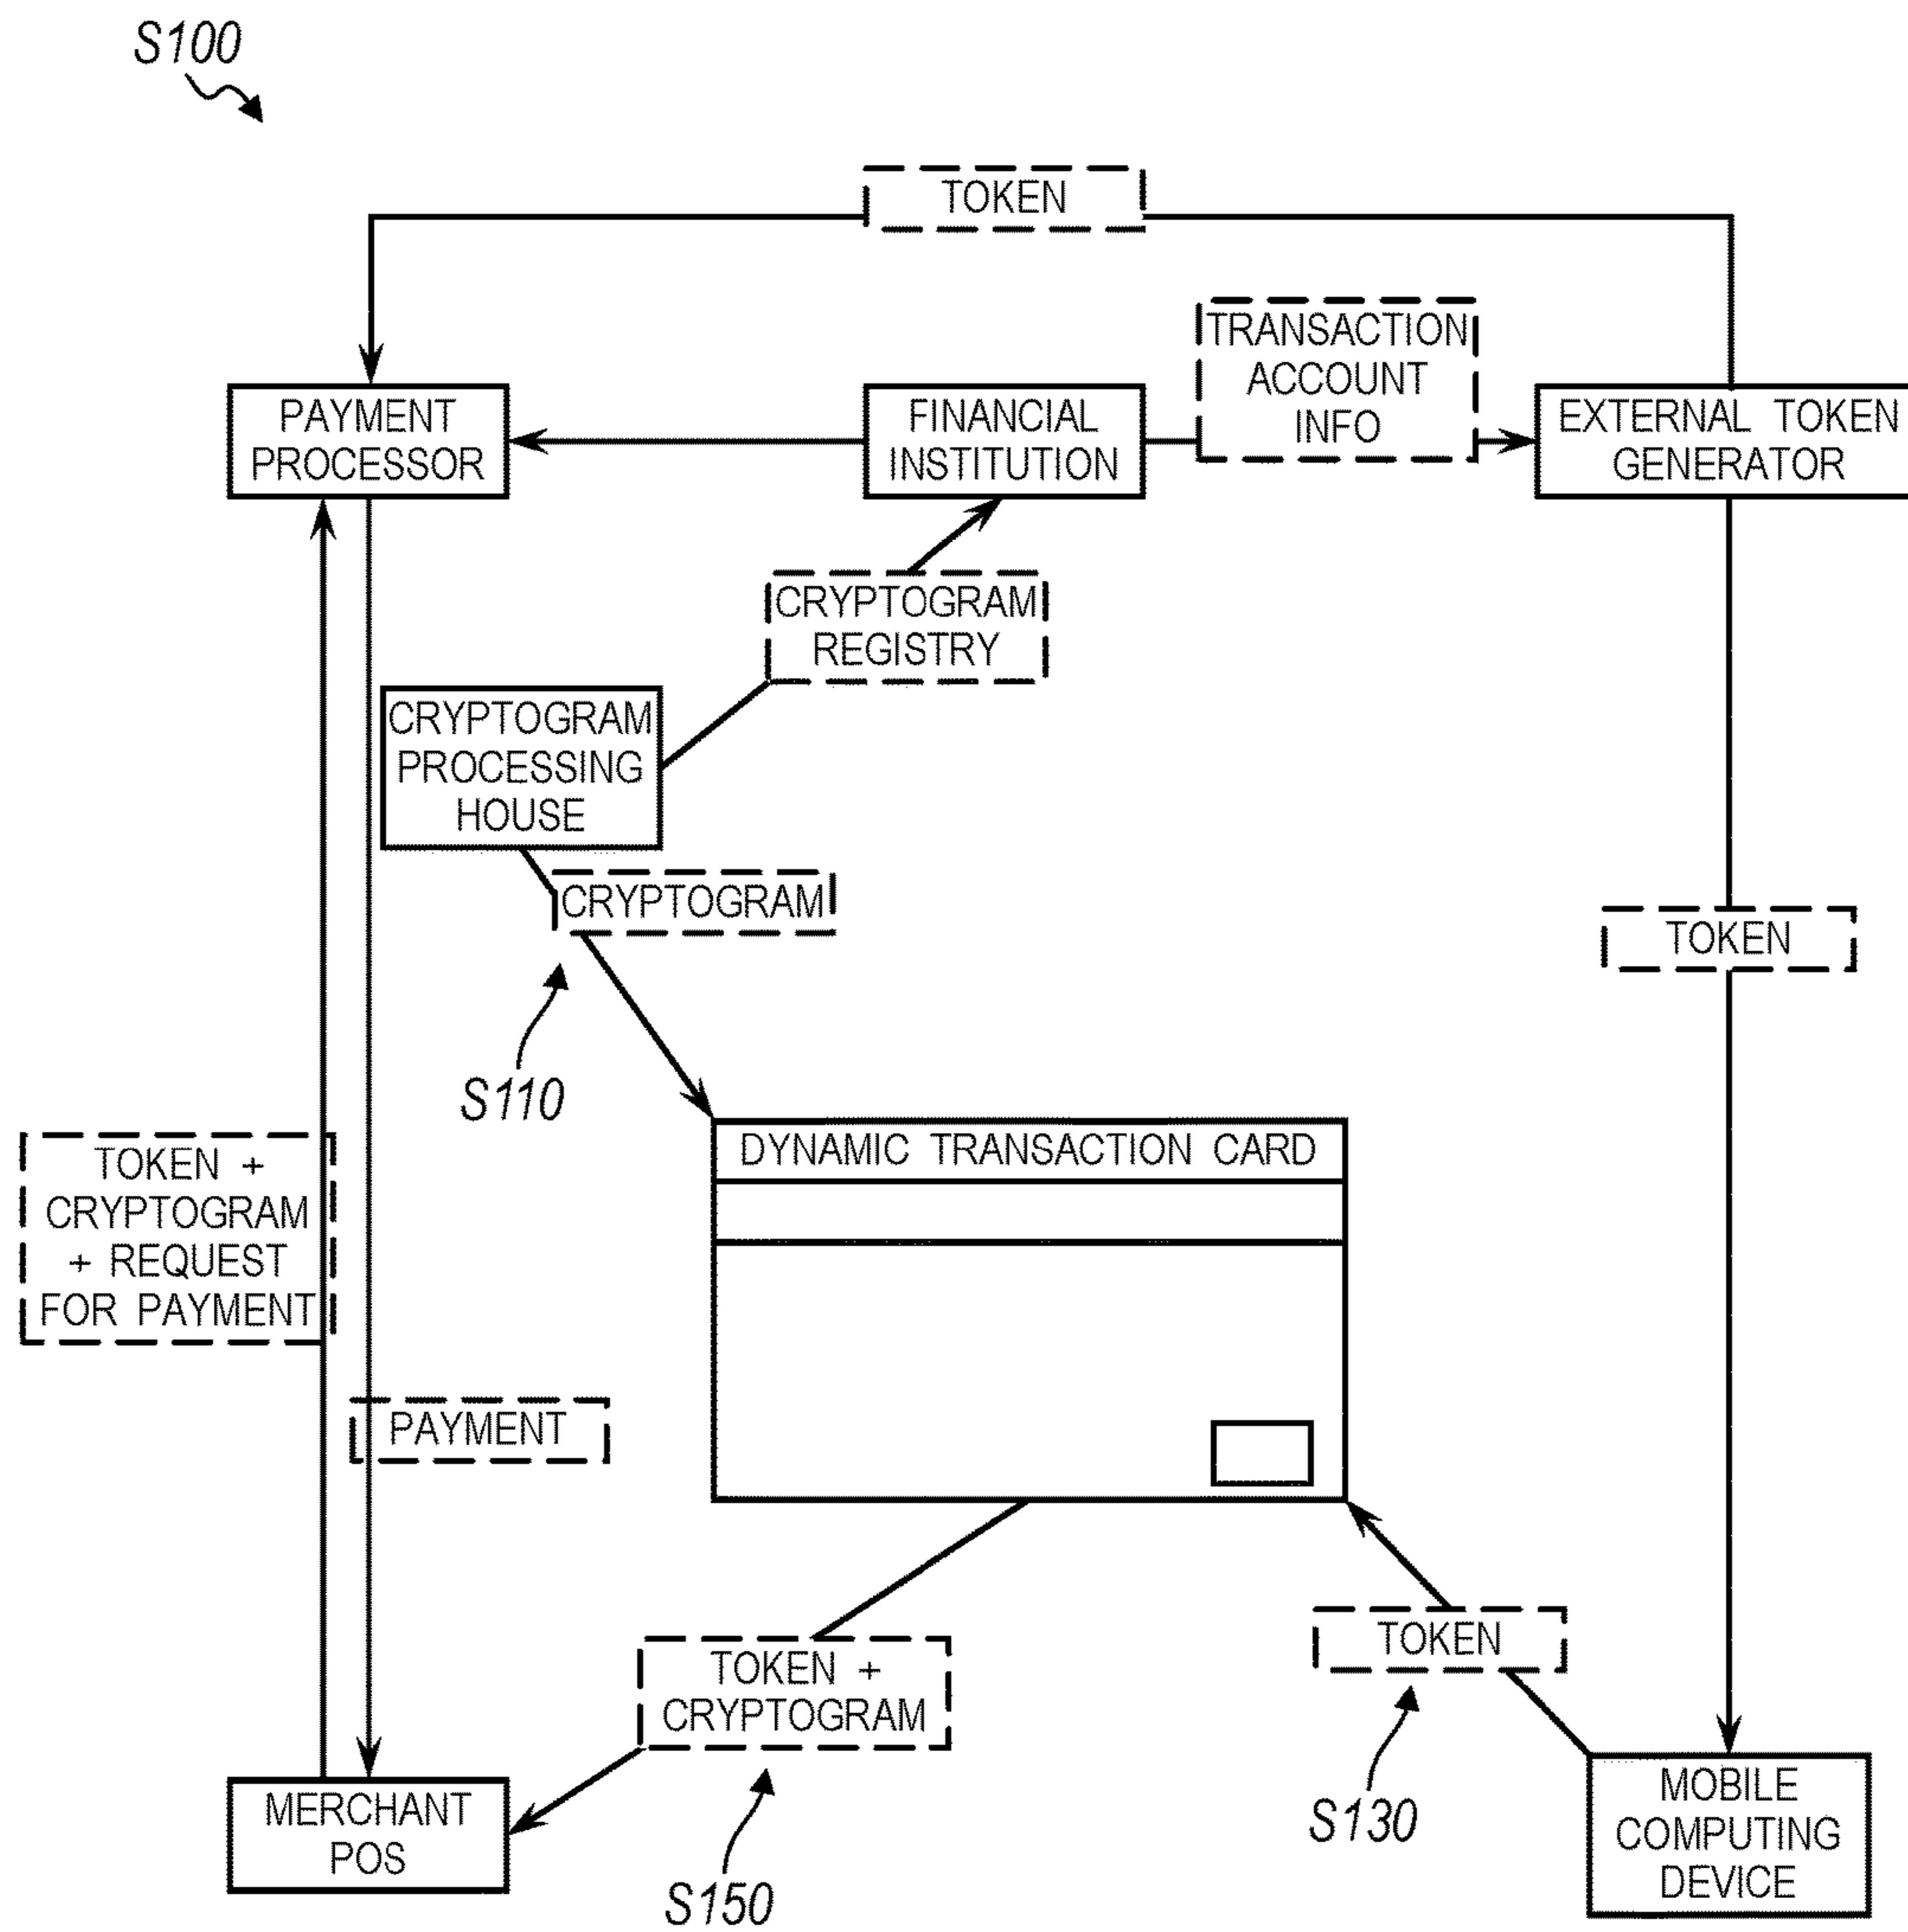 S100
TOKEN
TRANSACTION
ACCOUNT
INFO
PAYMENT
PROCESSOR
FINANCIAL
INSTITUTION
EXTERNAL TOKEN
GENERATOR
CRYPTOGRAM
REGISTRY
CRYPTOGRAM
PROCESSING
HOUSE
CRYPTOGRAM
TOKEN
S110
DYNAMIC TRANSACTION CARD
TOKEN +
CRYPTOGRAM
+ REQUEST
FOR PAYMENT
PAYMENT
TOKEN
TOKEN +
CRYPTOGRAM
MERCHANT
POS
S130
MOBILE
COMPUTING
DEVICE
S150